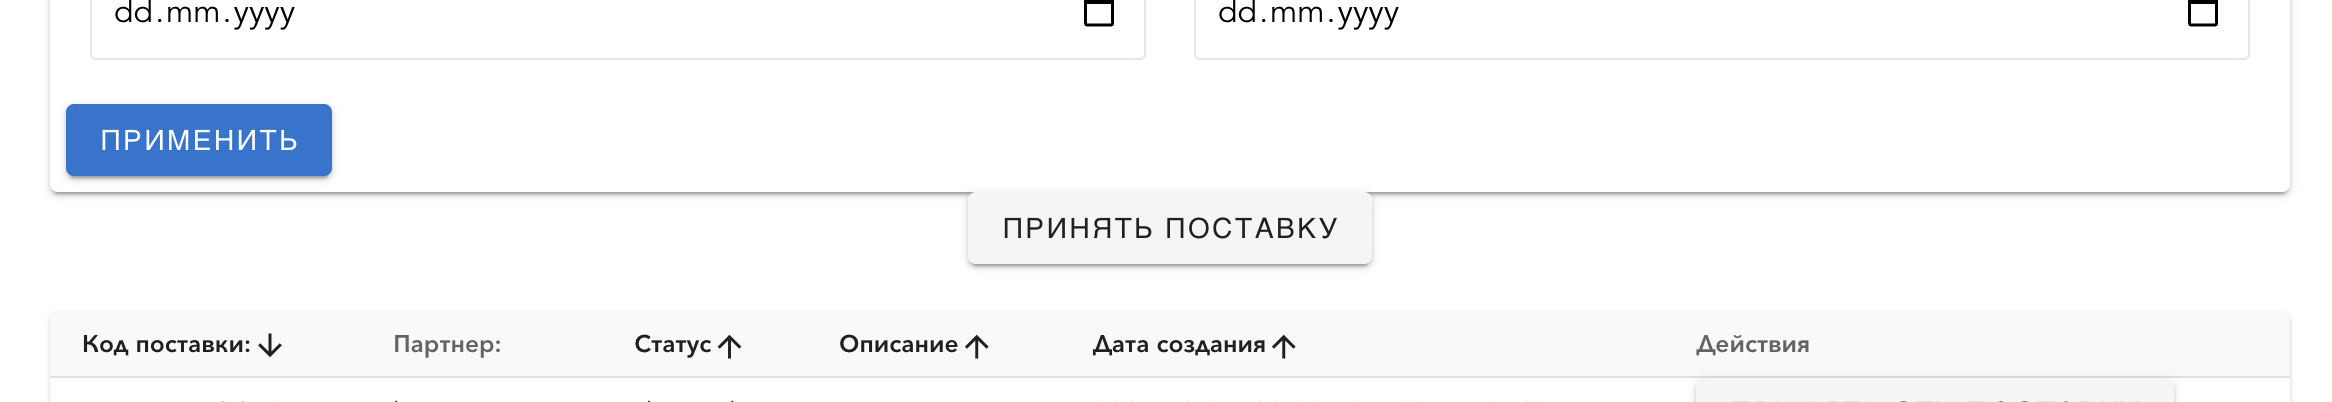 dd.mm.yyyy dd.mm.yyyy
ПРИМЕНИТЬ
ПРИНЯТЬ ПОСТАВКУ
Код поставки: Партнер: Статус Описание Дата создания Действия